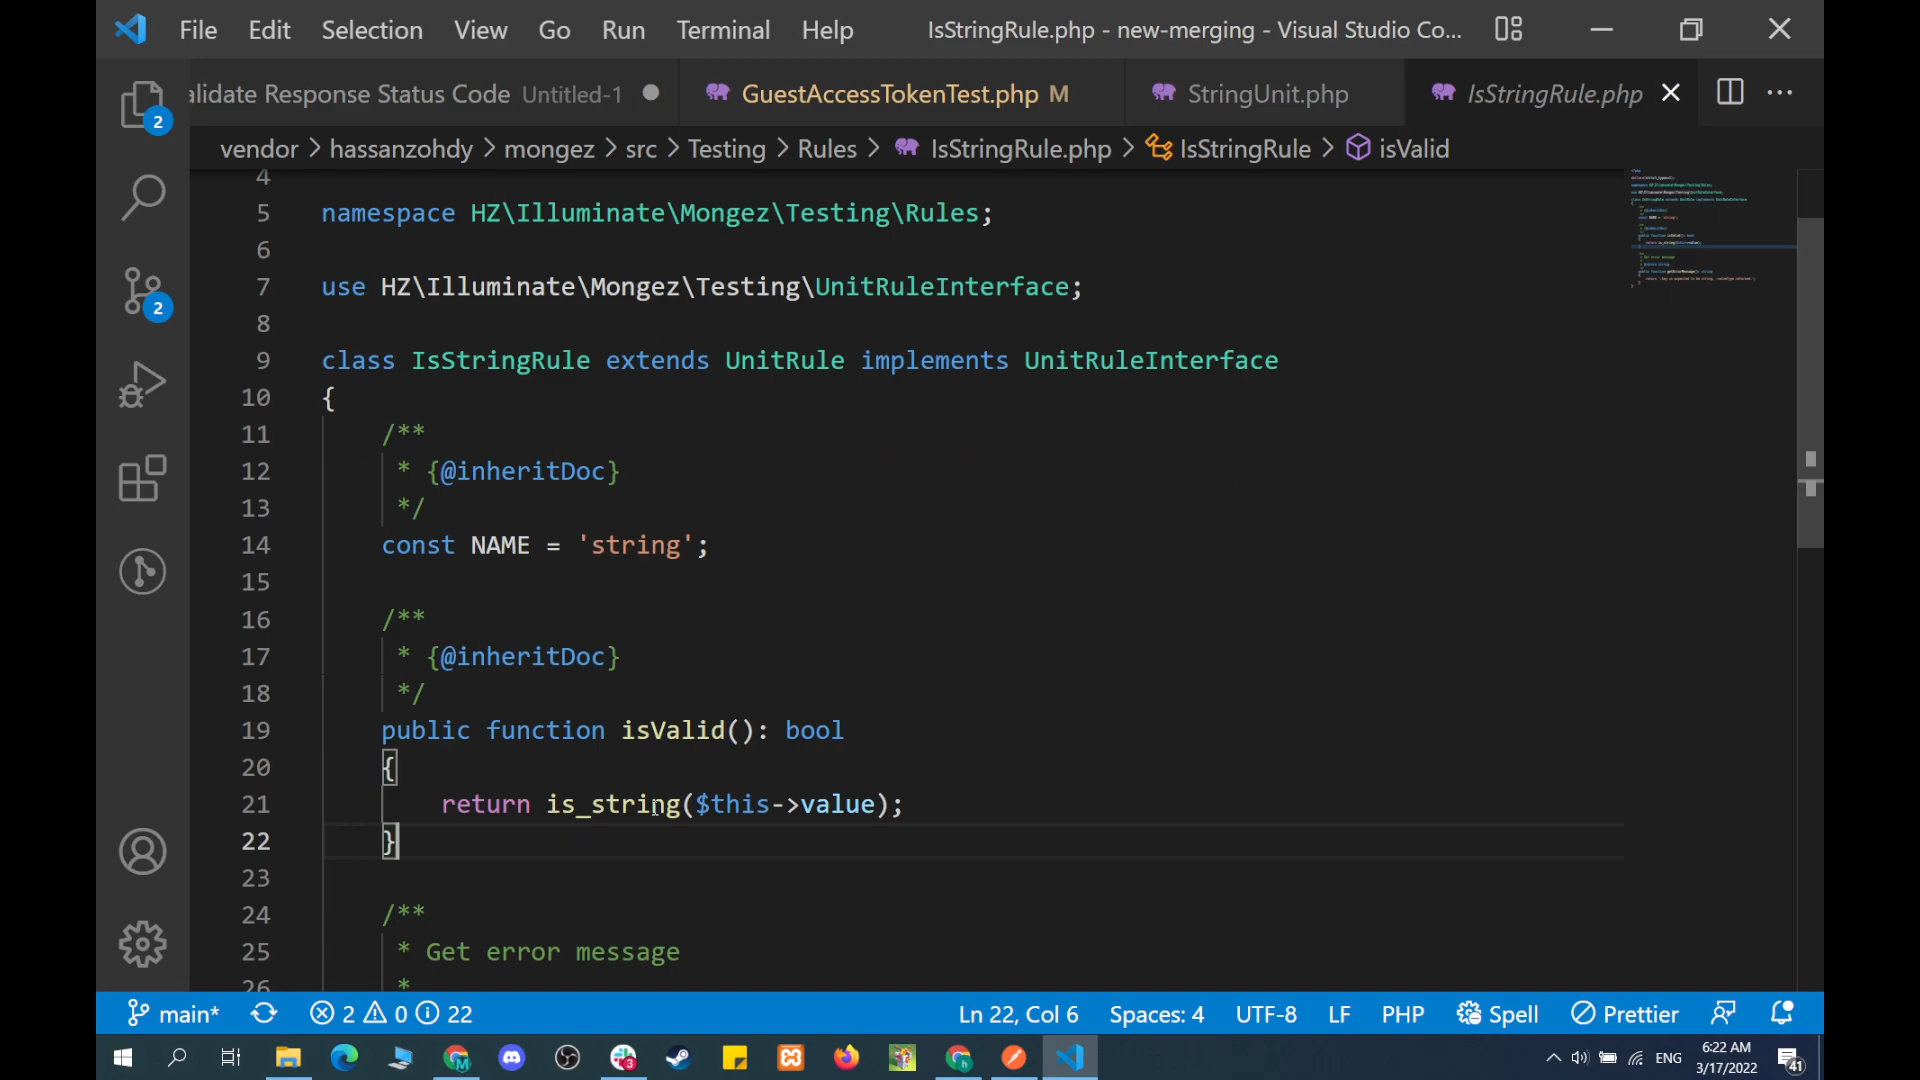 File Edit Selection View Go Run Terminal Help IsStringRule.php - new-merging - Visual Studio Co...
alidate Response Status Code Untitled-1 GuestAccessTokenTest.php M StringUnit.php IsStringRule.php
vendor > hassanzohdy > mongez > src > Testing > Rules > IsStringRule.php > IsStringRule > isValid
2
2
4
5 namespace HZ\Illuminate\Mongez\Testing\Rules;
6
7 use HZ\Illuminate\Mongez\Testing\UnitRuleInterface;
8
9 class IsStringRule extends UnitRule implements UnitRuleInterface
10 {
11 /**
12 * {@inheritDoc}
13 */
14 const NAME = 'string';
15
16 /**
17 * {@inheritDoc}
18 */
19 public function isValid(): bool
20 {
21 return is_string($this->value);
22 }
23
24 /**
25 * Get error message
26 *
main* 2 0 22 Ln 22, Col 6 Spaces: 4 UTF-8 LF PHP Spell Prettier
3 ENG 6:22 AM
3/17/2022 41